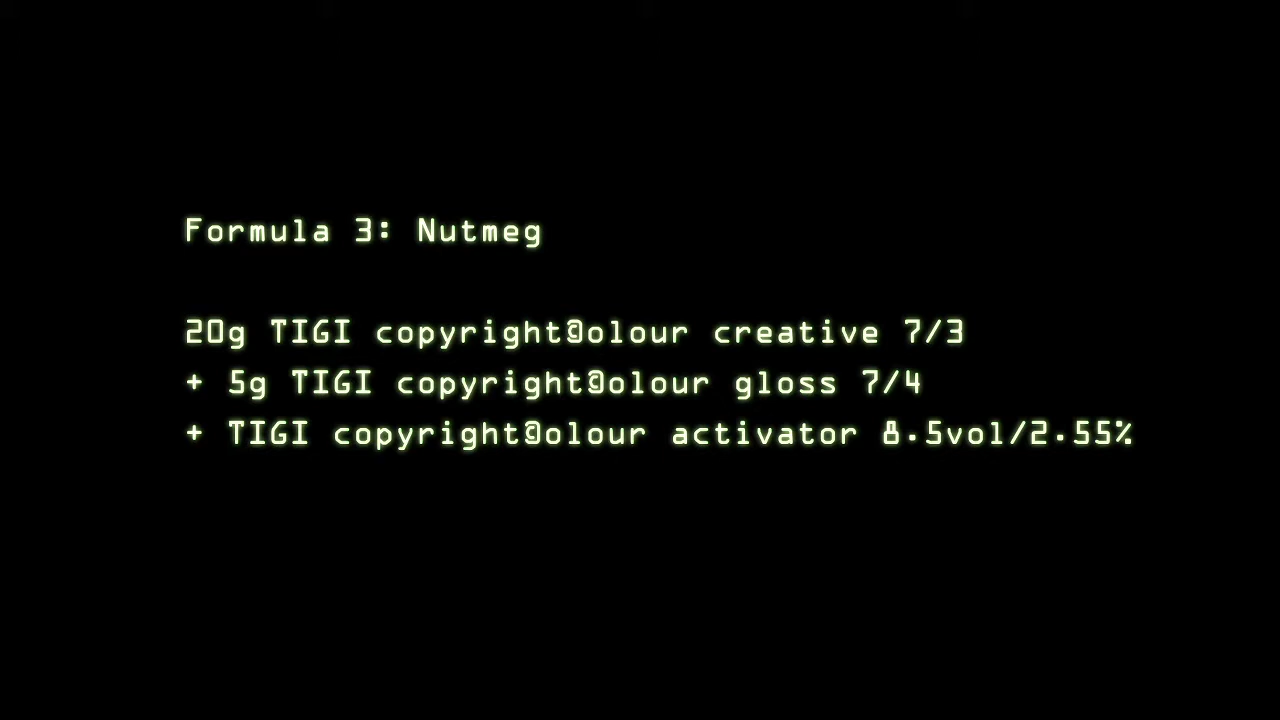 Formula 3: Nutmeg
20g TIGI copyright©olour creative 7/3
+ 5g TIGI copyright©olour gloss 7/4
+ TIGI copyright©olour activator 8.5vol/2.55%